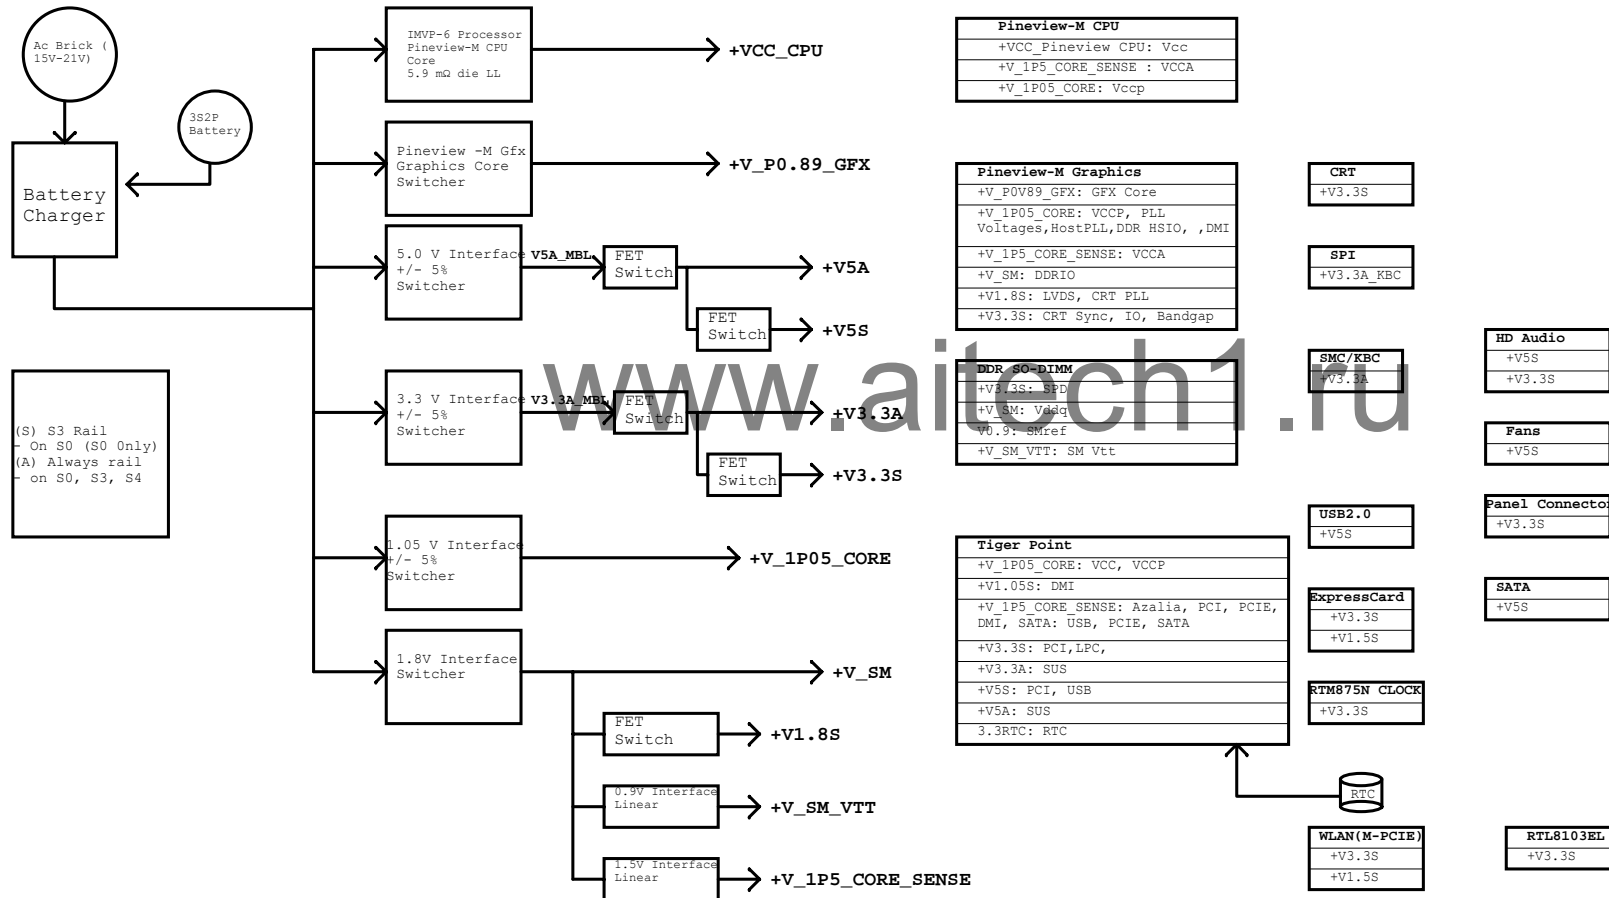 Ac Brick (
15V-21V)
3S2P
Battery
Battery
Charger
(S) S3 Rail
- On S0 (S0 0nly)
(A) Always rail
- on S0, S3, S4
IMVP-6 Processor
Pineview-M CPU
Core
5.9 mΩ die LL
+VCC_CPU
Pineview -M Gfx
Graphics Core
Switcher
+V_P0.89_GFX
5.0 V Interface
+/- 5%
Switcher
V5A_MBL
FET
Switch
+V5A
FET
Switch
+V5S
3.3 V Interface
+/- 5%
Switcher
V3.3A_MBL
FET
Switch
+V3.3A
FET
Switch
+V3.3S
1.05 V Interface
+/- 5%
Switcher
+V_1P05_CORE
1.8V Interface
Switcher
+V_SM
FET
Switch
+V1.8S
0.9V Interface
Linear
+V_SM_VTT
1.5V Interface
Linear
+V_1P5_CORE_SENSE
Pineview-M CPU
+VCC_Pineview CPU: Vcc
+V_1P5_CORE_SENSE : VCCA
+V_1P05_CORE: Vccp
Pineview-M Graphics
+V_P0V89_GFX: GFX Core
+V_1P05_CORE: VCCP, PLL
Voltages,HostPLL,DDR HSIO, ,DMI
+V_1P5_CORE_SENSE: VCCA
+V_SM: DDRIO
+V1.8S: LVDS, CRT PLL
+V3.3S: CRT Sync, IO, Bandgap
DDR SO-DIMM
+V3.3S: SPD
+V_SM: Vddq
V0.9: SMref
+V_SM_VTT: SM Vtt
Tiger Point
+V_1P05_CORE: VCC, VCCP
+V1.05S: DMI
+V_1P5_CORE_SENSE: Azalia, PCI, PCIE,
DMI, SATA: USB, PCIE, SATA
+V3.3S: PCI,LPC,
+V3.3A: SUS
+V5S: PCI, USB
+V5A: SUS
3.3RTC: RTC
CRT
+V3.3S
SPI
+V3.3A_KBC
SMC/KBC
+V3.3A
USB2.0
+V5S
ExpressCard
+V3.3S
+V1.5S
RTM875N CLOCK
+V3.3S
RTC
WLAN(M-PCIE)
+V3.3S
+V1.5S
HD Audio
+V5S
+V3.3S
Fans
+V5S
Panel Connector
+V3.3S
SATA
+V5S
RTL8103EL
+V3.3S
www.aitech1.ru